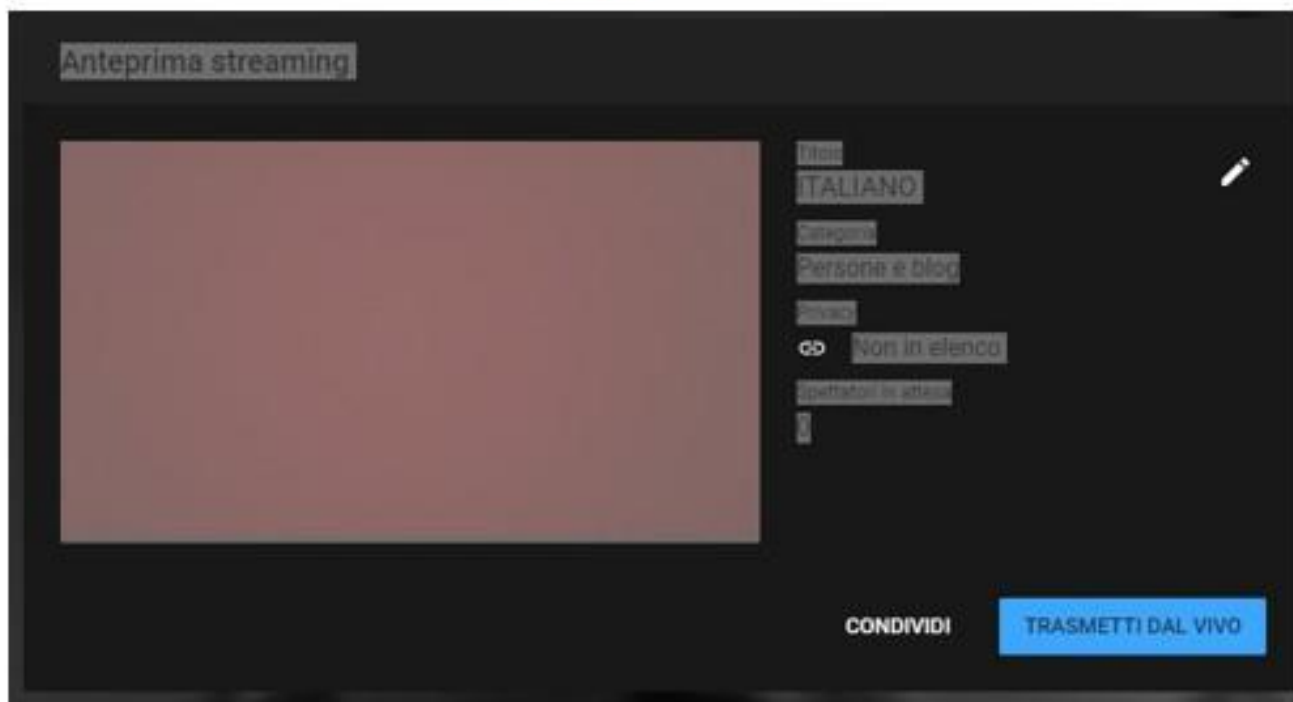 Anteprima streaming
Titolo
ITALIANO
Categoria
Persone e blog
Privacy
Non in elenco
Spettatori in attesa
0
CONDIVIDI
TRASMETTI DAL VIVO